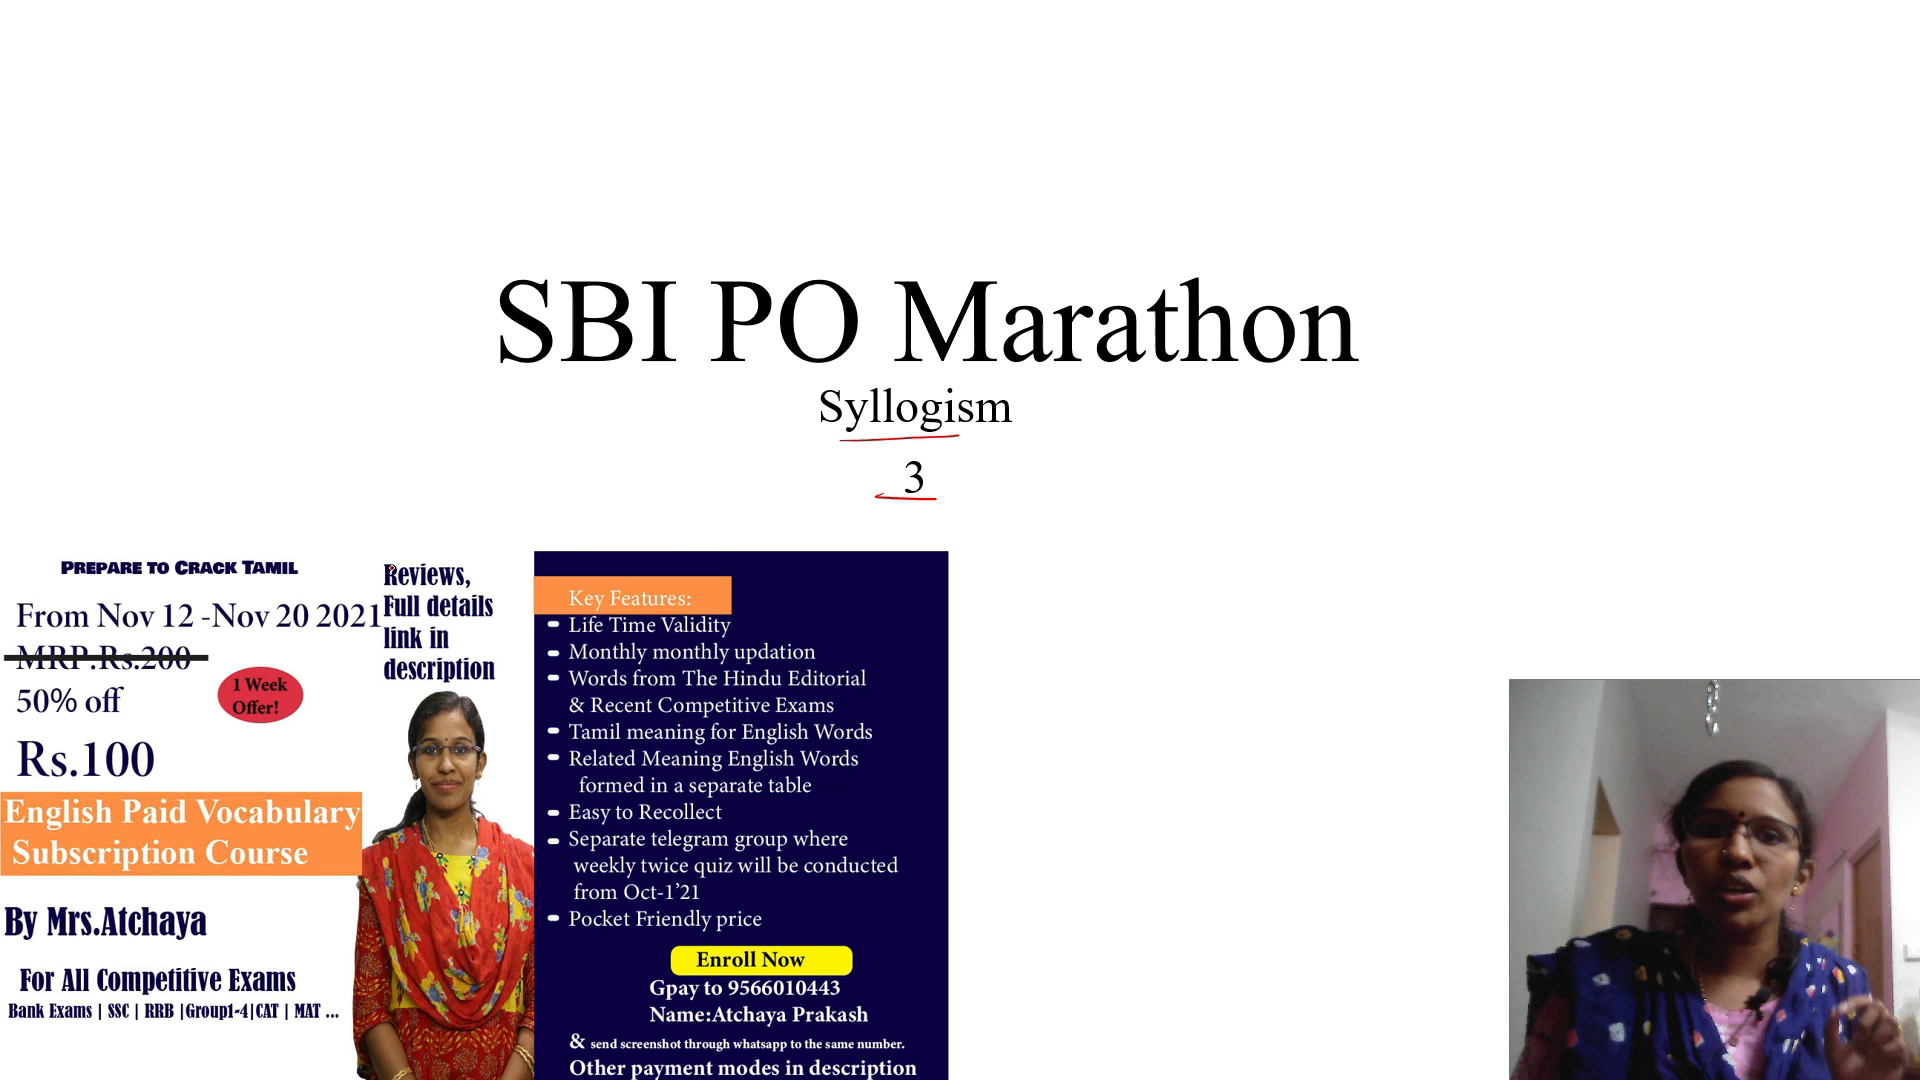 SBI PO Marathon
Syllogism
3
PREPARE TO CRACK TAMIL
From Nov 12 -Nov 20 2021
MRP.Rs.200
50% off
1 Week
Offer!
Rs.100
English Paid Vocabulary
Subscription Course
By Mrs.Atchaya
For All Competitive Exams
Bank Exams | SSC | RRB |Group1-4|CAT | MAT ...
Reviews,
Full details
link in
description
Key Features:
Life Time Validity
Monthly monthly updation
Words from The Hindu Editorial
& Recent Competitive Exams
Tamil meaning for English Words
Related Meaning English Words
formed in a separate table
Easy to Recollect
Separate telegram group where
weekly twice quiz will be conducted
from Oct-1’21
Pocket Friendly price
Enroll Now
Gpay to 9566010443
Name:Atchaya Prakash
& send screenshot through whatsapp to the same number.
Other payment modes in description